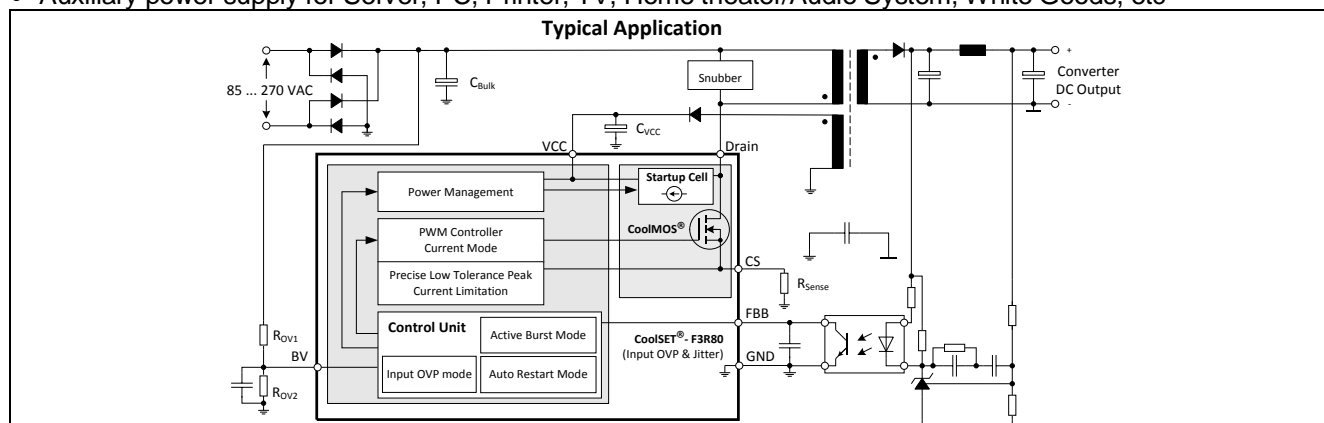 • Auxiliary power supply for Server, PC, Printer, TV, Home theater/Audio System, White Goods, etc
Typical Application
85 ... 270 VAC
CBulk
Snubber
+
Converter
DC Output
-
CVCC
VCC
Drain
Power Management
Startup Cell
CoolMOS®
PWM Controller
Current Mode
Precise Low Tolerance Peak
Current Limitation
CS
RSense
Control Unit
Active Burst Mode
Input OVP mode
Auto Restart Mode
CoolSET®- F3R80
(Input OVP & Jitter)
FBB
GND
ROV1
BV
ROV2